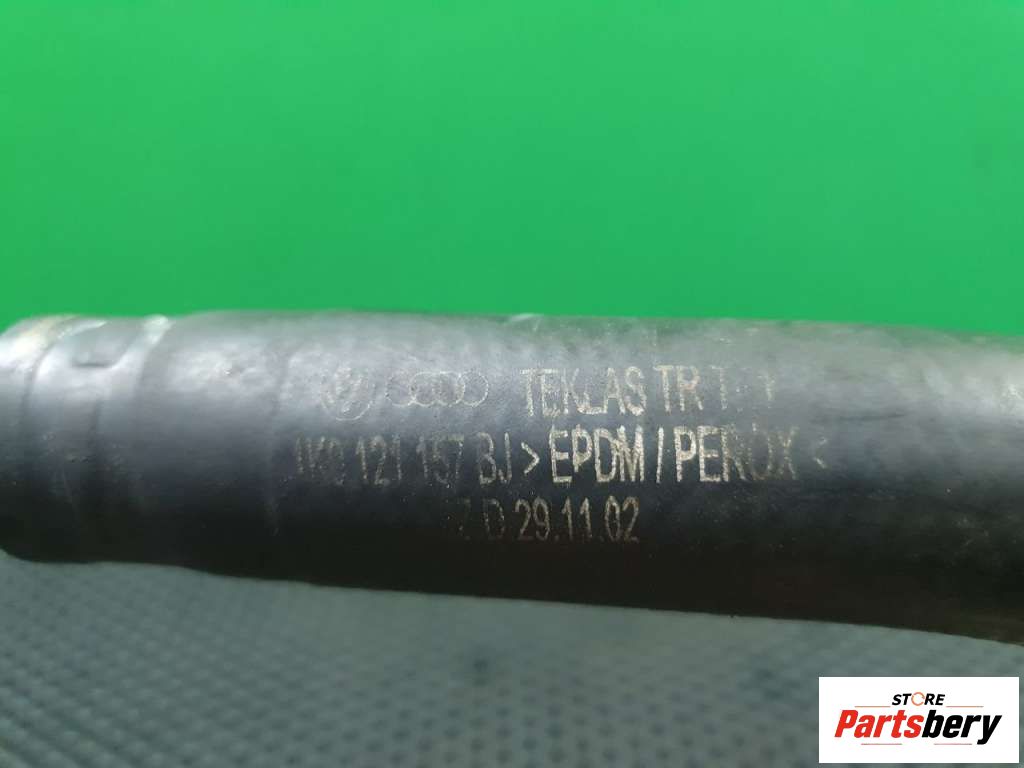 TEKLAS TR
121 157 BJ >EPDM/PEROX<
D 29.11.02
STORE
Partsbery